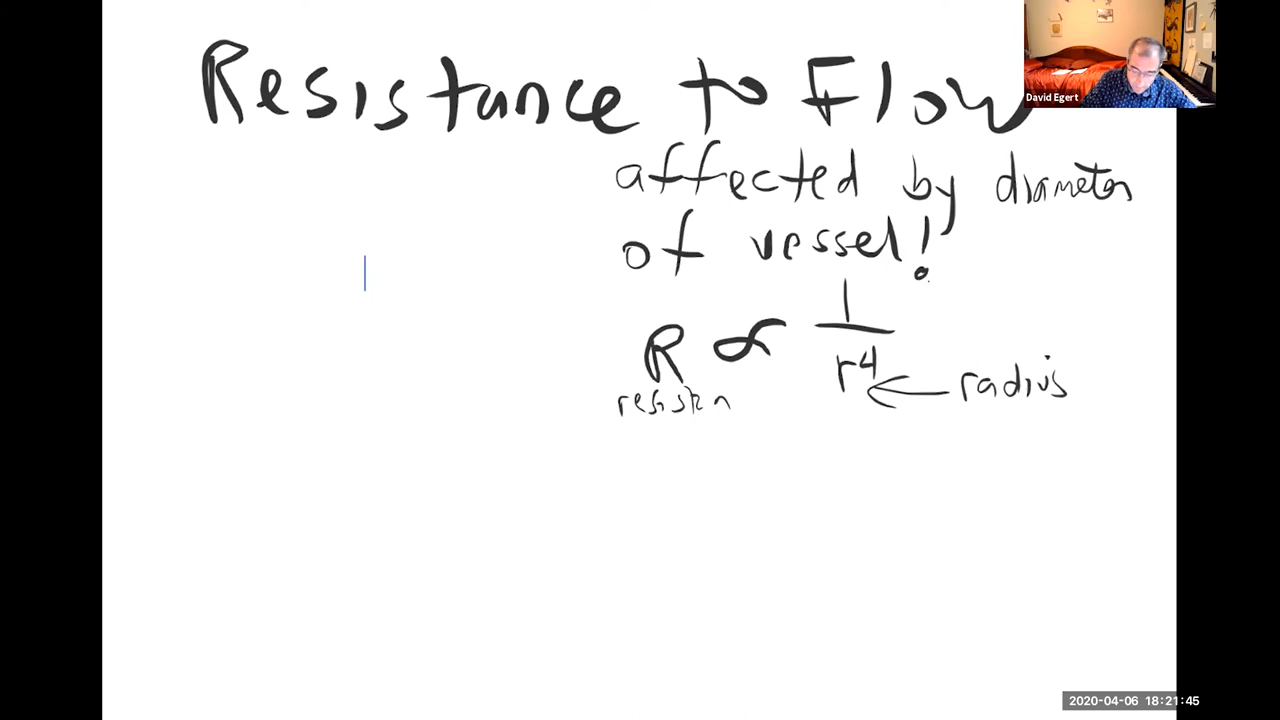 Resistance to Flow
David Egert
affected by diameter
of vessel!
R ∝ 1/r⁴ ← radius
resistan
2020-04-06 18:21:45